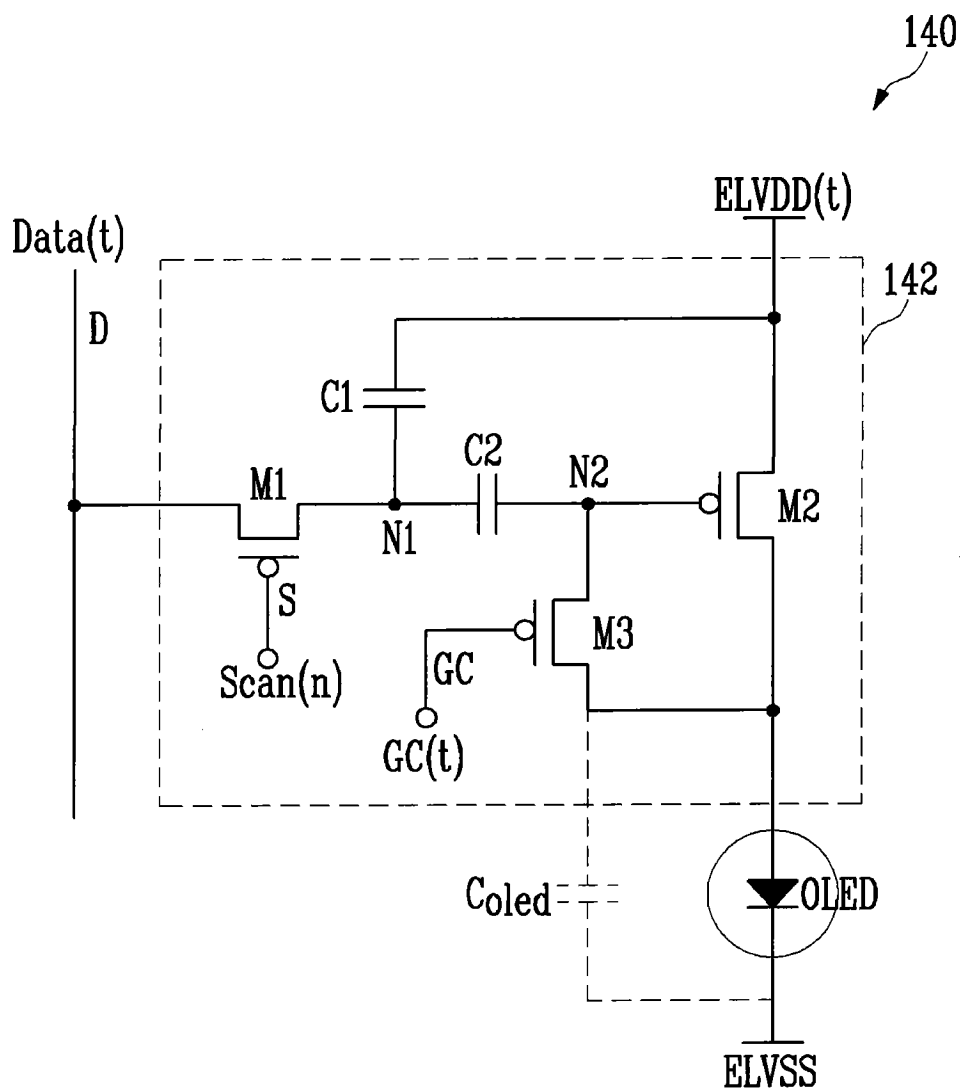 140
ELVDD(t)
Data(t)
142
D
C1
C2
N2
M1
M2
N1
S
M3
GC
Scan(n)
GC(t)
Coled
OLED
ELVSS